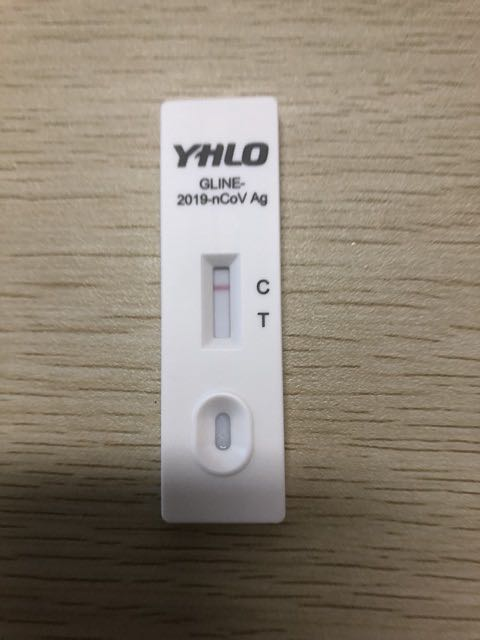 YHLO
GLINE-
2019-nCoV Ag
C
T